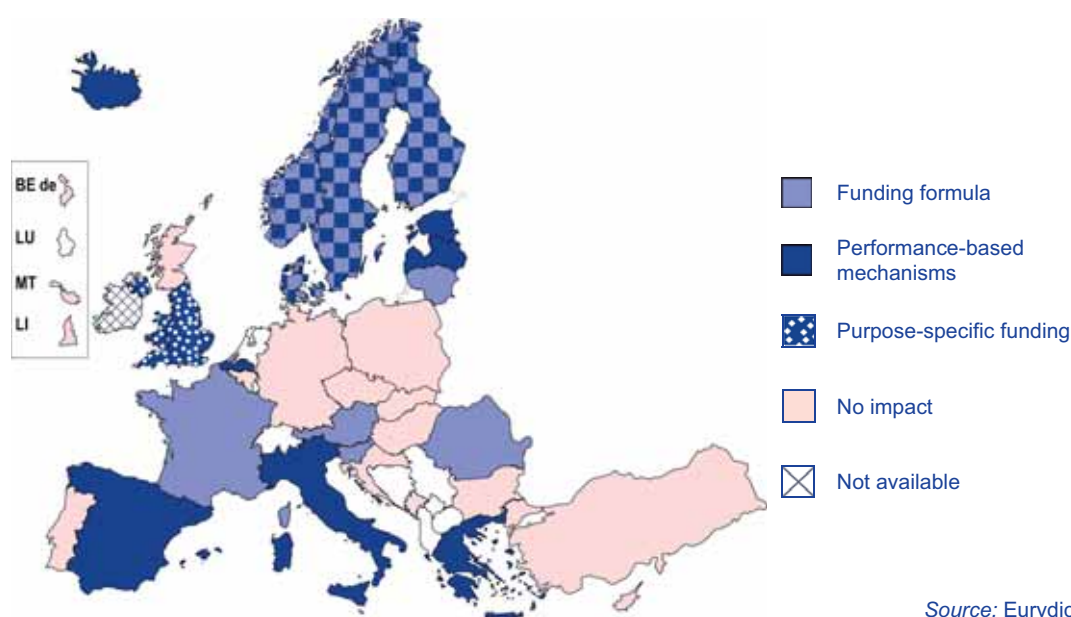 BE de
LU
MT
LI
Funding formula
Performance-based
mechanisms
Purpose-specific funding
No impact
Not available
Source: